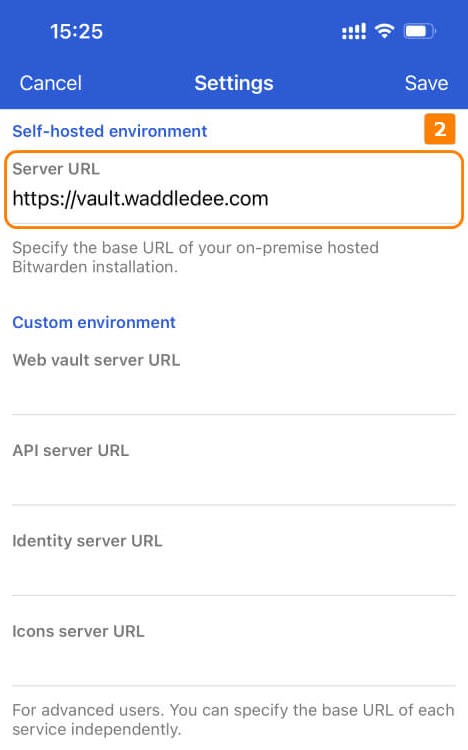 15:25
Cancel Settings Save
Self-hosted environment 2
Server URL
https://vault.waddledee.com
Specify the base URL of your on-premise hosted
Bitwarden installation.
Custom environment
Web vault server URL
API server URL
Identity server URL
Icons server URL
For advanced users. You can specify the base URL of each
service independently.